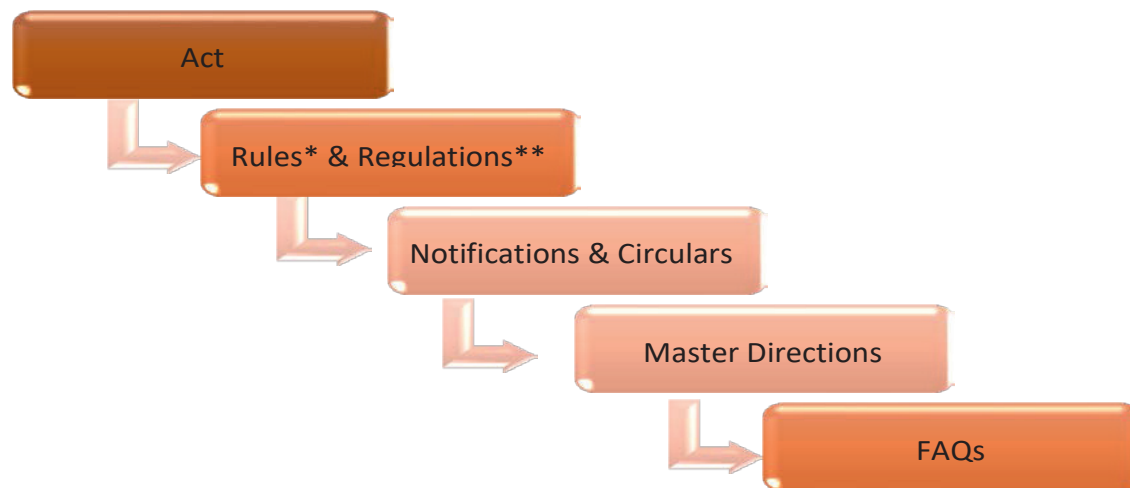 Act
Rules* & Regulations**
Notifications & Circulars
Master Directions
FAQs